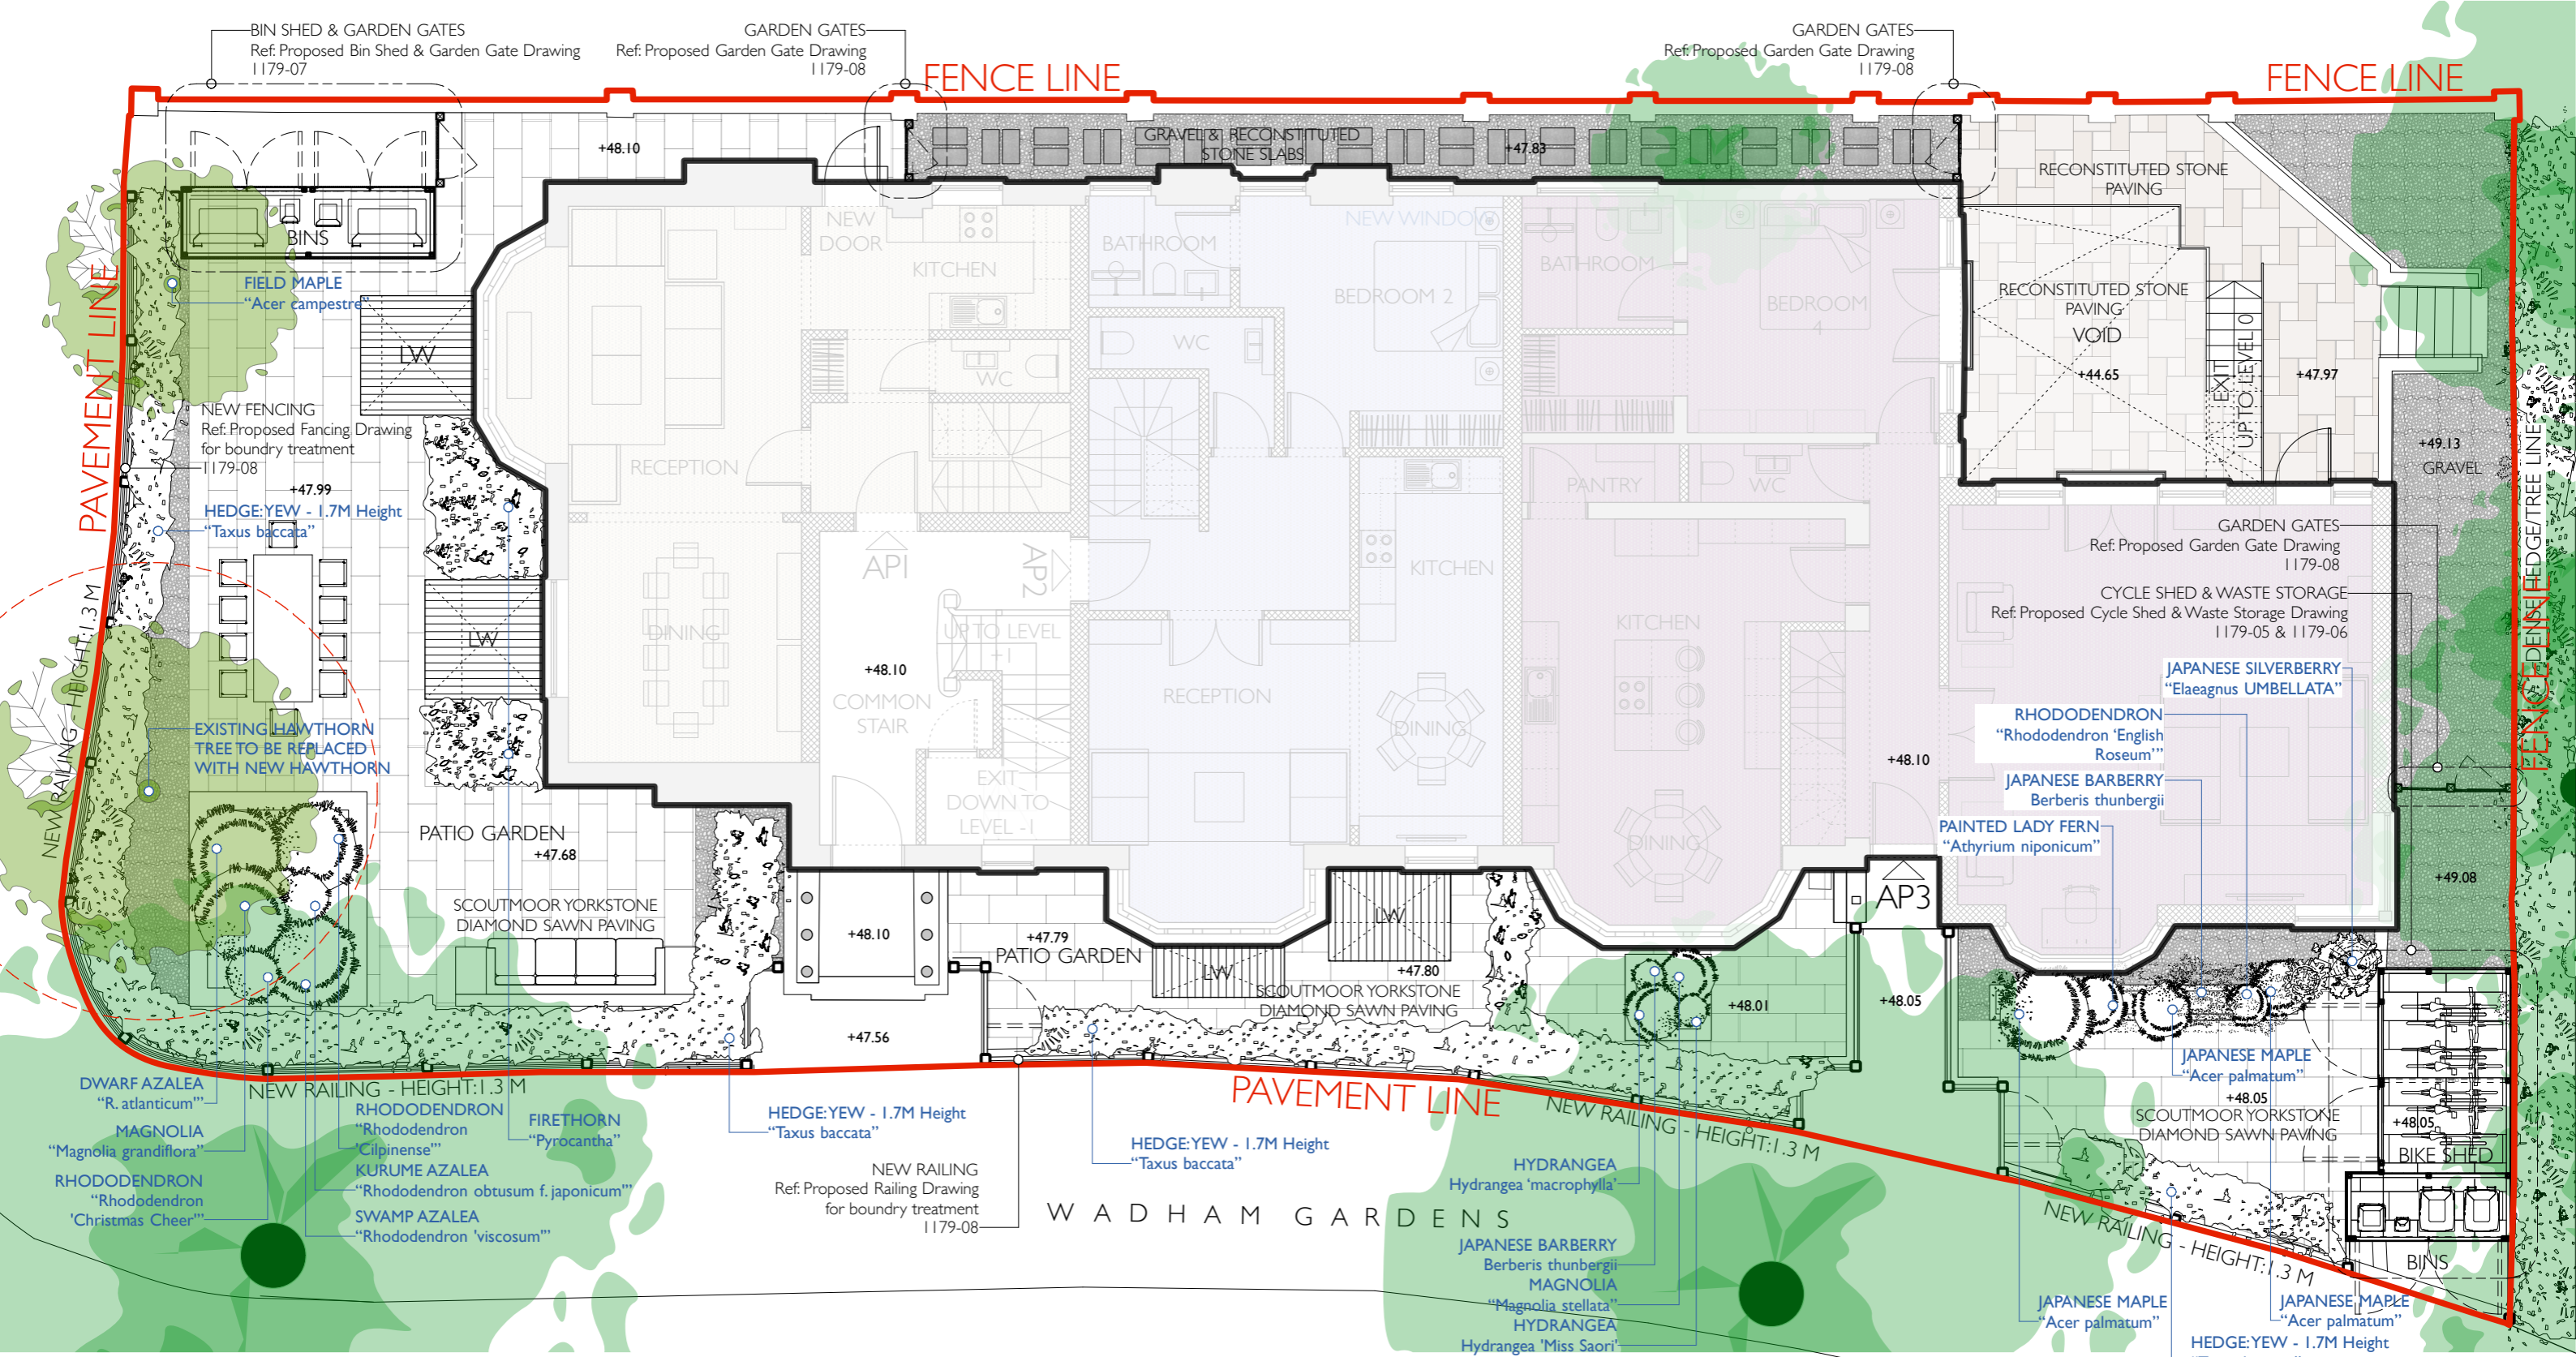 BIN SHED & GARDEN GATES
Ref: Proposed Bin Shed & Garden Gate Drawing
1179-07
GARDEN GATES
Ref: Proposed Garden Gate Drawing
1179-08
GARDEN GATES
Ref: Proposed Garden Gate Drawing
1179-08
FENCE LINE
FENCE LINE
+48.10
GRAVEL & RECONSTITUTED
STONE SLABS
+47.83
RECONSTITUTED STONE
PAVING
BINS
NEW
DOOR
KITCHEN
BATHROOM
NEW WINDOW
BEDROOM 2
BATHROOM
BEDROOM
4
RECONSTITUTED STONE
PAVING
VOID
+44.65
EXIT
UP TO LEVEL 0
+47.97
PAVEMENT LINE
FIELD MAPLE
“Acer campestre”
LW
WC
WC
NEW FENCING
Ref: Proposed Fancing Drawing
for boundry treatment
1179-08
+47.99
HEDGE:YEW - 1.7M Height
“Taxus baccata”
RECEPTION
PANTRY
WC
+49.13
GRAVEL
DENSE HEDGE/TREE LINE
FENCE LINE
GARDEN GATES
Ref: Proposed Garden Gate Drawing
1179-08
CYCLE SHED & WASTE STORAGE
Ref: Proposed Cycle Shed & Waste Storage Drawing
1179-05 & 1179-06
AP1
AP2
KITCHEN
KITCHEN
LW
DINING
UP TO LEVEL
+1
+48.10
COMMON
STAIR
RECEPTION
DINING
EXIT
DOWN TO
LEVEL -1
DINING
+48.10
JAPANESE SILVERBERRY
“Elaeagnus UMBELLATA”
RHODODENDRON
“Rhododendron ‘English
Roseum’”
JAPANESE BARBERRY
Berberis thunbergii
PAINTED LADY FERN
“Athyrium niponicum”
NEW RAILING - HEIGHT:1.3 M
EXISTING HAWTHORN
TREE TO BE REPLACED
WITH NEW HAWTHORN
PATIO GARDEN
+47.68
SCOUTMOOR YORKSTONE
DIAMOND SAWN PAVING
+48.10
+47.79
PATIO GARDEN
LW
LW
+47.80
SCOUTMOOR YORKSTONE
DIAMOND SAWN PAVING
+47.56
AP3
+49.08
+48.01
+48.05
JAPANESE MAPLE
“Acer palmatum”
+48.05
SCOUTMOOR YORKSTONE
DIAMOND SAWN PAVING
+48.05
BIKE SHED
BINS
NEW RAILING - HEIGHT:1.3 M
PAVEMENT LINE
NEW RAILING - HEIGHT:1.3 M
NEW RAILING - HEIGHT:1.3 M
DWARF AZALEA
“R. atlanticum”
MAGNOLIA
“Magnolia grandiflora”
RHODODENDRON
“Rhododendron
'Christmas Cheer'”
RHODODENDRON
“Rhododendron
'Cilpinense'”
KURUME AZALEA
“Rhododendron obtusum f. japonicum'”
SWAMP AZALEA
“Rhododendron 'viscosum'”
FIRETHORN
“Pyrocantha”
HEDGE:YEW - 1.7M Height
“Taxus baccata”
NEW RAILING
Ref: Proposed Railing Drawing
for boundry treatment
1179-08
HEDGE:YEW - 1.7M Height
“Taxus baccata”
WADHAM GARDENS
HYDRANGEA
Hydrangea 'macrophylla'
JAPANESE BARBERRY
Berberis thunbergii
MAGNOLIA
“Magnolia stellata”
HYDRANGEA
Hydrangea 'Miss Saori'
JAPANESE MAPLE
“Acer palmatum”
JAPANESE MAPLE
“Acer palmatum”
HEDGE:YEW - 1.7M Height